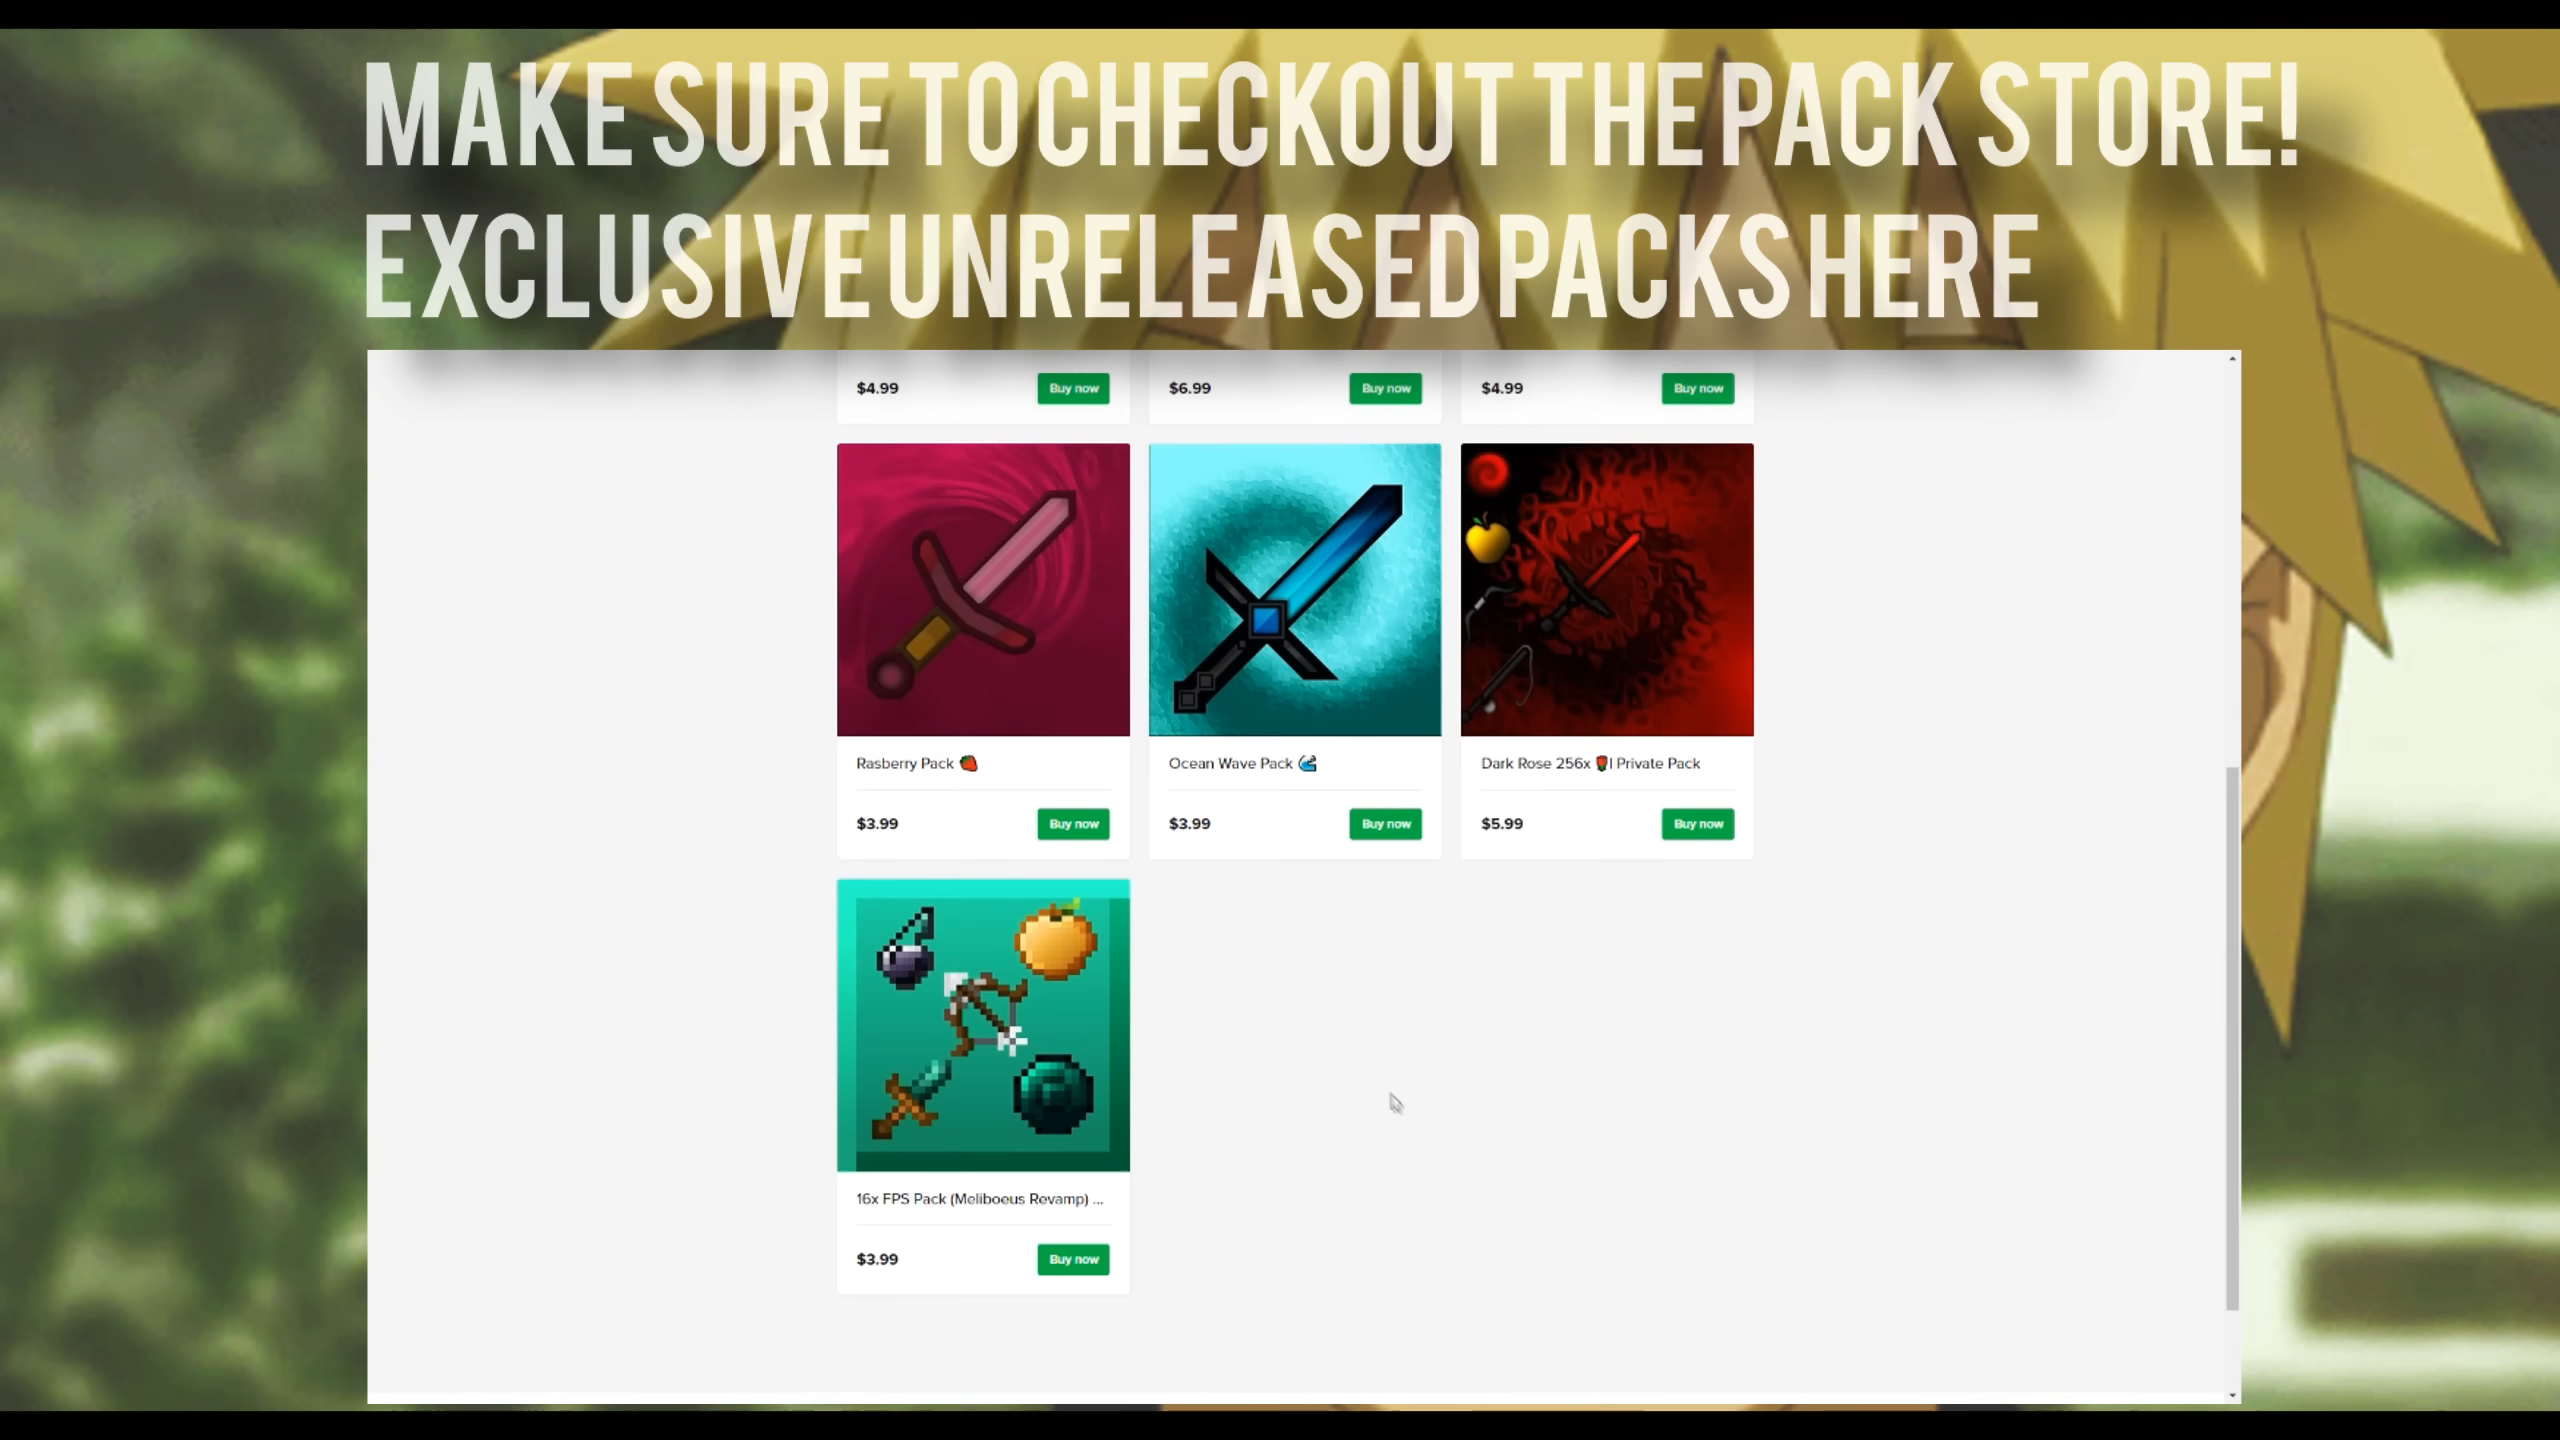 MAKE SURE TO CHECKOUT THE PACK STORE!
EXCLUSIVE UNRELEASED PACKS HERE
$4.99 Buy now $6.99 Buy now $4.99 Buy now
Rasberry Pack 🍓 Ocean Wave Pack 🌊 Dark Rose 256x 🌹| Private Pack
$3.99 Buy now $3.99 Buy now $5.99 Buy now
16x FPS Pack (Meliboeus Revamp) ...
$3.99 Buy now